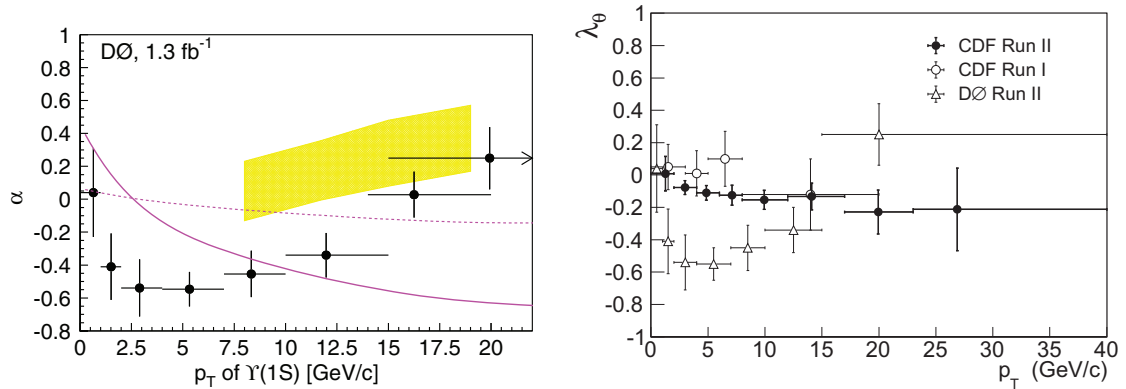 DØ, 1.3 fb⁻¹
1
0.8
0.6
0.4
0.2
0
-0.2
-0.4
-0.6
-0.8
α
0 2.5 5 7.5 10 12.5 15 17.5 20
p_T of ϒ(1S) [GeV/c]
λ_θ
1
0.8
0.6
0.4
0.2
0
-0.2
-0.4
-0.6
-0.8
-1
CDF Run II
CDF Run I
DØ Run II
0 5 10 15 20 25 30 35 40
p_T (GeV/c)